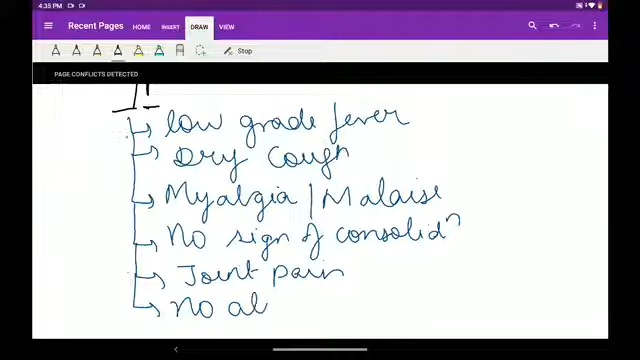 4:35 PM
Recent Pages HOME INSERT DRAW VIEW
Stop
PAGE CONFLICTS DETECTED
low grade fever
Dry Cough
Myalgia / Malaise
No sign of consolidⁿ
Joint pain
No al